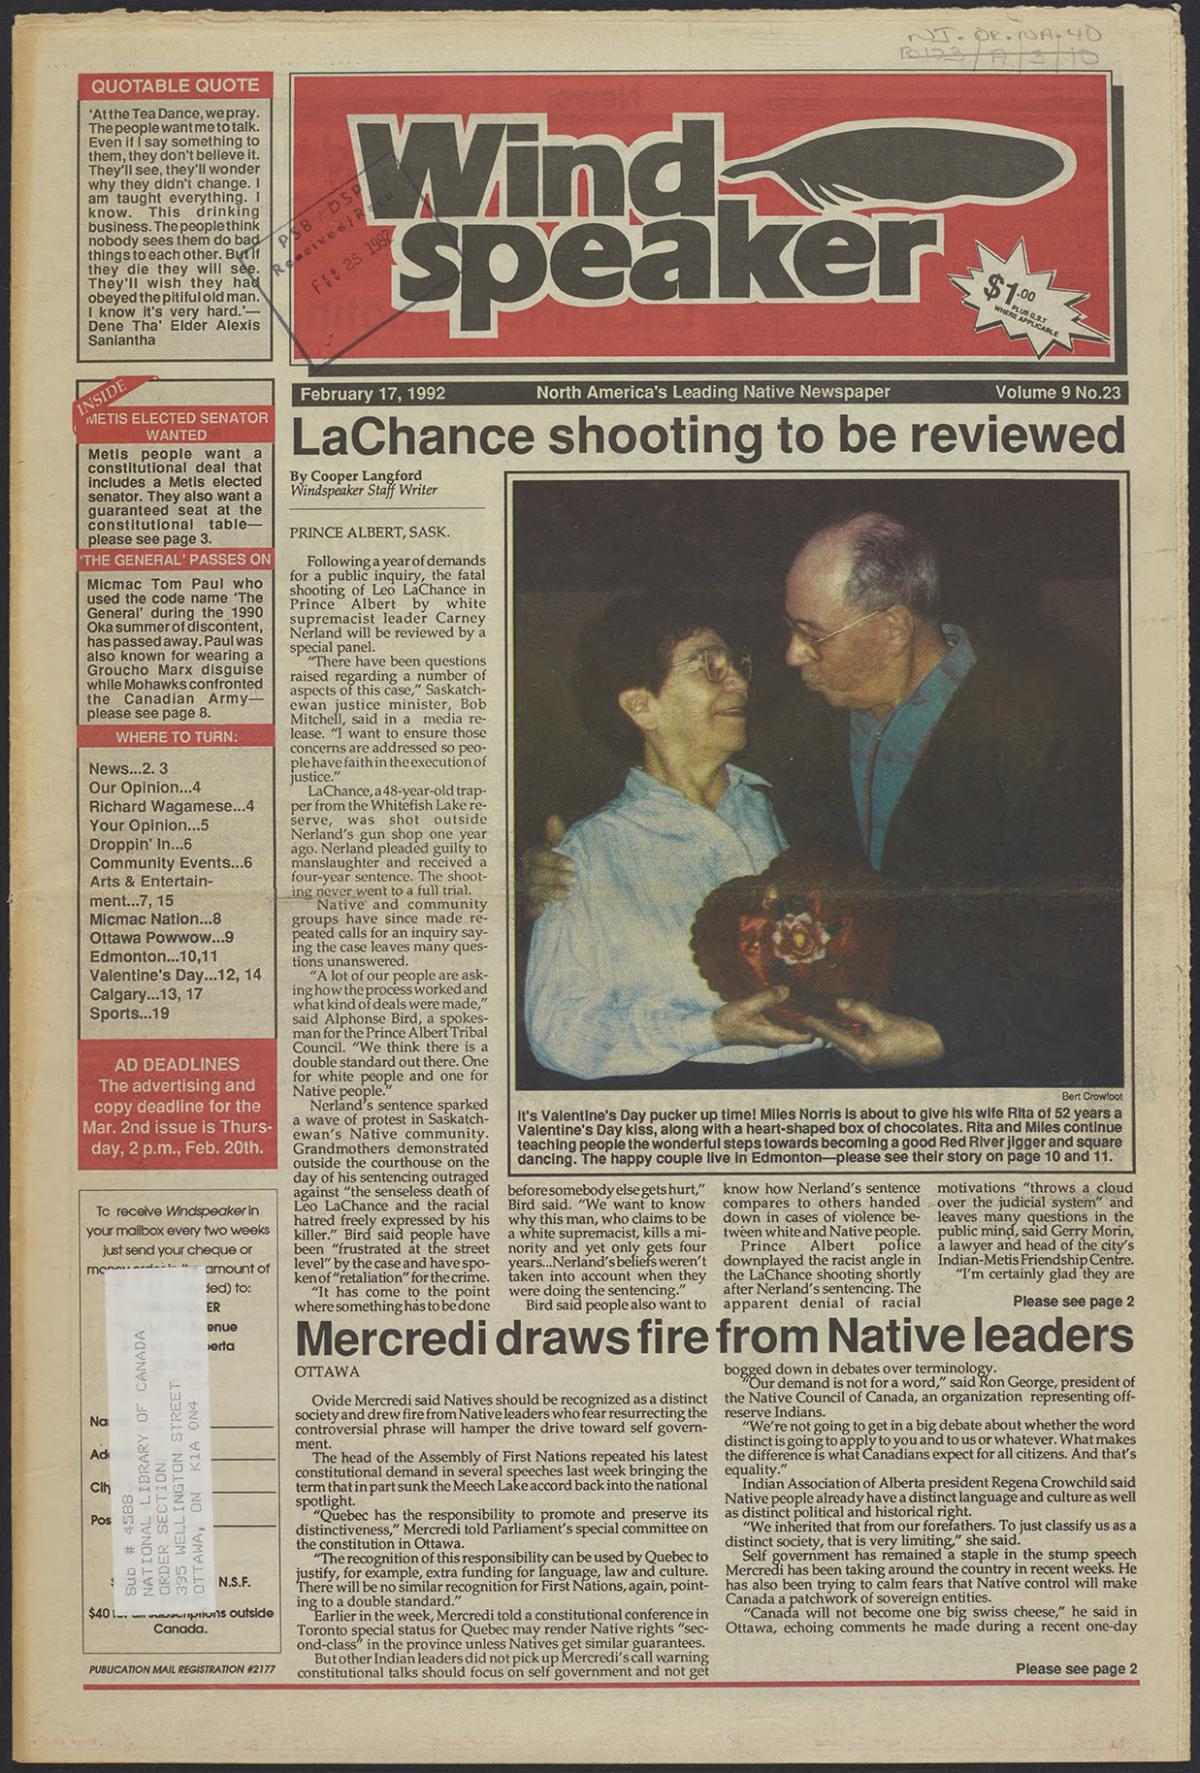 NT. OR. NA. 40
QUOTABLE QUOTE
'At the Tea Dance, we pray.
The people want me to talk.
Even if I say something to
them, they don't believe it.
They'll see, they'll wonder
why they didn't change. I
am taught everything. I
know. This drinking
business. The people think
nobody sees them do bad
things to each other. But if
they die they will see.
They'll wish they had
obeyed the pitiful old man.
I know it's very hard.'—
Dene Tha' Elder Alexis
Saniantha
Wind
speaker
PSB / DSP
FEB 25 1992
$1.00
PLUS G.S.T
WHERE APPLICABLE
February 17, 1992 North America's Leading Native Newspaper Volume 9 No.23
INSIDE
METIS ELECTED SENATOR
WANTED
Metis people want a
constitutional deal that
includes a Metis elected
senator. They also want a
guaranteed seat at the
constitutional table—
please see page 3.
'THE GENERAL' PASSES ON
Micmac Tom Paul who
used the code name 'The
General' during the 1990
Oka summer of discontent,
has passed away. Paul was
also known for wearing a
Groucho Marx disguise
while Mohawks confronted
the Canadian Army—
please see page 8.
WHERE TO TURN:
News...2. 3
Our Opinion...4
Richard Wagamese...4
Your Opinion...5
Droppin' In...6
Community Events...6
Arts & Entertain-
ment...7, 15
Micmac Nation...8
Ottawa Powwow...9
Edmonton...10,11
Valentine's Day...12, 14
Calgary...13, 17
Sports...19
AD DEADLINES
The advertising and
copy deadline for the
Mar. 2nd issue is Thurs-
day, 2 p.m., Feb. 20th.
To receive Windspeaker in
your mailbox every two weeks
just send your cheque or
amount of
ded) to:
ER
enue
berta
Sub # 4588
NATIONAL LIBRARY OF CANADA
ORDER SECTION
395 WELLINGTON STREET
OTTAWA, ON K1A 0N4
N.S.F.
$40 for all subscriptions outside
Canada.
PUBLICATION MAIL REGISTRATION #2177
LaChance shooting to be reviewed
By Cooper Langford
Windspeaker Staff Writer
PRINCE ALBERT, SASK.
Following a year of demands
for a public inquiry, the fatal
shooting of Leo LaChance in
Prince Albert by white
supremacist leader Carney
Nerland will be reviewed by a
special panel.
"There have been questions
raised regarding a number of
aspects of this case," Saskatch-
ewan justice minister, Bob
Mitchell, said in a media re-
lease. "I want to ensure those
concerns are addressed so peo-
ple have faith in the execution of
justice."
LaChance, a 48-year-old trap-
per from the Whitefish Lake re-
serve, was shot outside
Nerland's gun shop one year
ago. Nerland pleaded guilty to
manslaughter and received a
four-year sentence. The shoot-
ing never went to a full trial.
Native and community
groups have since made re-
peated calls for an inquiry say-
ing the case leaves many ques-
tions unanswered.
"A lot of our people are ask-
ing how the process worked and
what kind of deals were made,"
said Alphonse Bird, a spokes-
man for the Prince Albert Tribal
Council. "We think there is a
double standard out there. One
for white people and one for
Native people."
Nerland's sentence sparked
a wave of protest in Saskatch-
ewan's Native community.
Grandmothers demonstrated
outside the courthouse on the
day of his sentencing outraged
against "the senseless death of
Leo LaChance and the racial
hatred freely expressed by his
killer." Bird said people have
been "frustrated at the street
level" by the case and have spo-
ken of "retaliation" for the crime.
"It has come to the point
where something has to be done
Bert Crowfoot
It's Valentine's Day pucker up time! Miles Norris is about to give his wife Rita of 52 years a
Valentine's Day kiss, along with a heart-shaped box of chocolates. Rita and Miles continue
teaching people the wonderful steps towards becoming a good Red River jigger and square
dancing. The happy couple live in Edmonton—please see their story on page 10 and 11.
before somebody else gets hurt,"
Bird said. "We want to know
why this man, who claims to be
a white supremacist, kills a mi-
nority and yet only gets four
years...Nerland's beliefs weren't
taken into account when they
were doing the sentencing."
Bird said people also want to
know how Nerland's sentence
compares to others handed
down in cases of violence be-
tween white and Native people.
Prince Albert police
downplayed the racist angle in
the LaChance shooting shortly
after Nerland's sentencing. The
apparent denial of racial
motivations "throws a cloud
over the judicial system" and
leaves many questions in the
public mind, said Gerry Morin,
a lawyer and head of the city's
Indian-Metis Friendship Centre.
"I'm certainly glad they are
Please see page 2
Mercredi draws fire from Native leaders
OTTAWA
Ovide Mercredi said Natives should be recognized as a distinct
society and drew fire from Native leaders who fear resurrecting the
controversial phrase will hamper the drive toward self govern-
ment.
The head of the Assembly of First Nations repeated his latest
constitutional demand in several speeches last week bringing the
term that in part sunk the Meech Lake accord back into the national
spotlight.
"Quebec has the responsibility to promote and preserve its
distinctiveness," Mercredi told Parliament's special committee on
the constitution in Ottawa.
"The recognition of this responsibility can be used by Quebec to
justify, for example, extra funding for language, law and culture.
There will be no similar recognition for First Nations, again, point-
ing to a double standard."
Earlier in the week, Mercredi told a constitutional conference in
Toronto special status for Quebec may render Native rights "sec-
ond-class" in the province unless Natives get similar guarantees.
But other Indian leaders did not pick up Mercredi's call warning
constitutional talks should focus on self government and not get
bogged down in debates over terminology.
"Our demand is not for a word," said Ron George, president of
the Native Council of Canada, an organization representing off-
reserve Indians.
"We're not going to get in a big debate about whether the word
distinct is going to apply to you and to us or whatever. What makes
the difference is what Canadians expect for all citizens. And that's
equality."
Indian Association of Alberta president Regena Crowchild said
Native people already have a distinct language and culture as well
as distinct political and historical right.
"We inherited that from our forefathers. To just classify us as a
distinct society, that is very limiting," she said.
Self government has remained a staple in the stump speech
Mercredi has been taking around the country in recent weeks. He
has also been trying to calm fears that Native control will make
Canada a patchwork of sovereign entities.
"Canada will not become one big swiss cheese," he said in
Ottawa, echoing comments he made during a recent one-day
Please see page 2